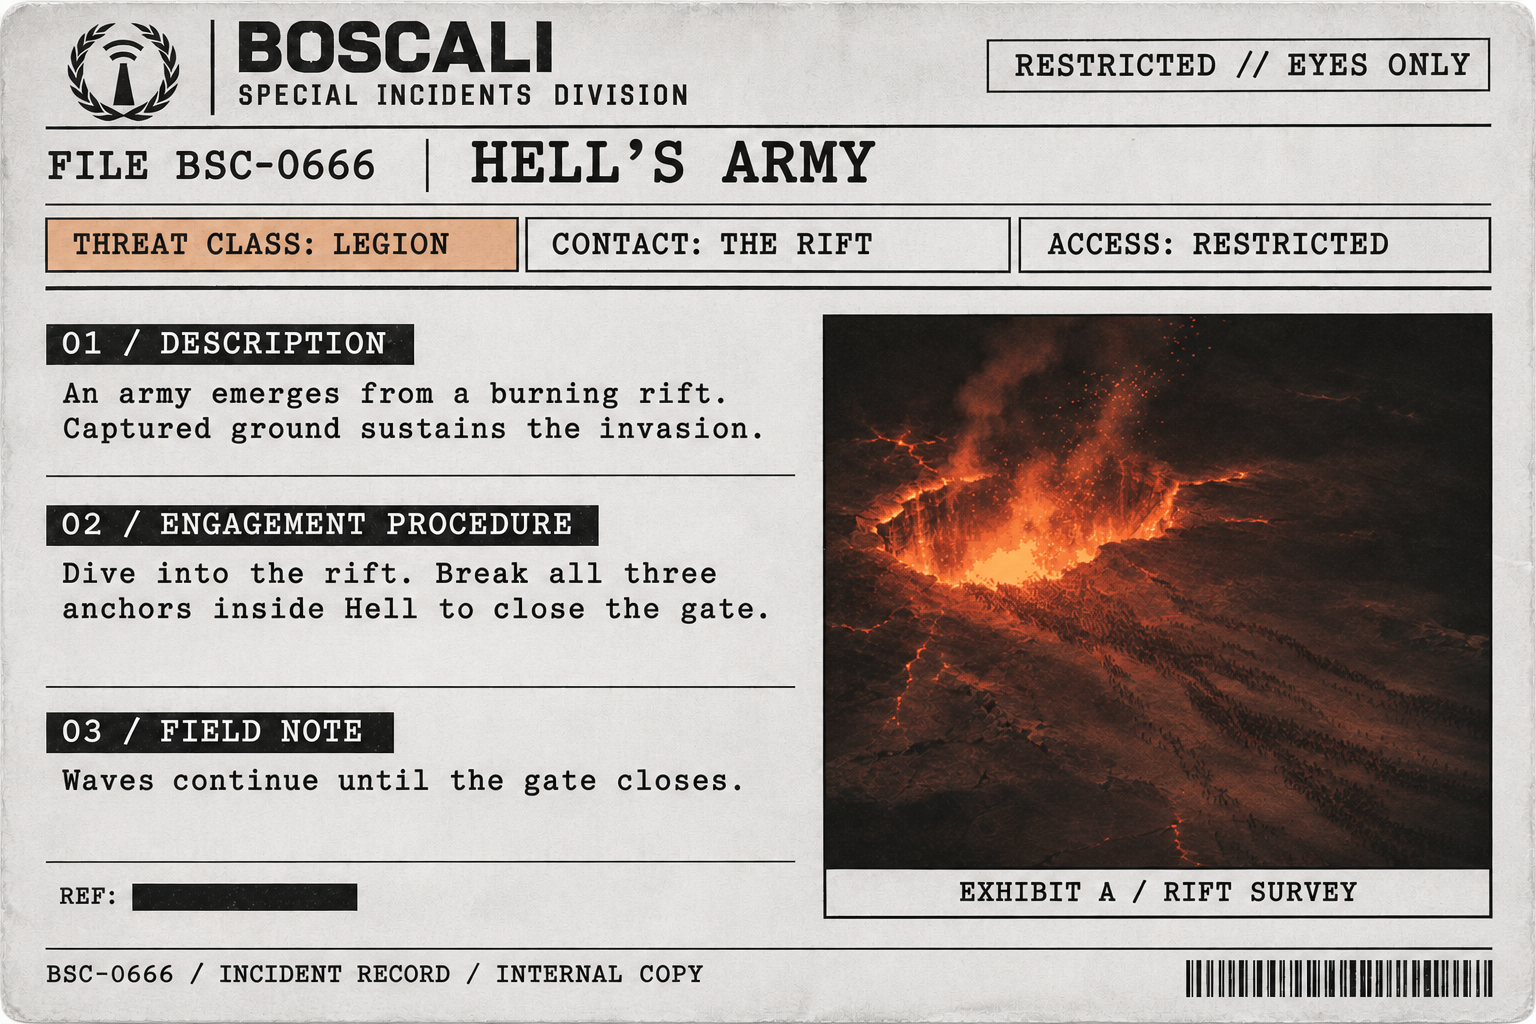 BOSCALI
SPECIAL INCIDENTS DIVISION
RESTRICTED // EYES ONLY
FILE BSC-0666
HELL'S ARMY
THREAT CLASS: LEGION
CONTACT: THE RIFT
ACCESS: RESTRICTED
01 / DESCRIPTION
An army emerges from a burning rift.
Captured ground sustains the invasion.
02 / ENGAGEMENT PROCEDURE
Dive into the rift. Break all three
anchors inside Hell to close the gate.
03 / FIELD NOTE
Waves continue until the gate closes.
REF:
EXHIBIT A / RIFT SURVEY
BSC-0666 / INCIDENT RECORD / INTERNAL COPY